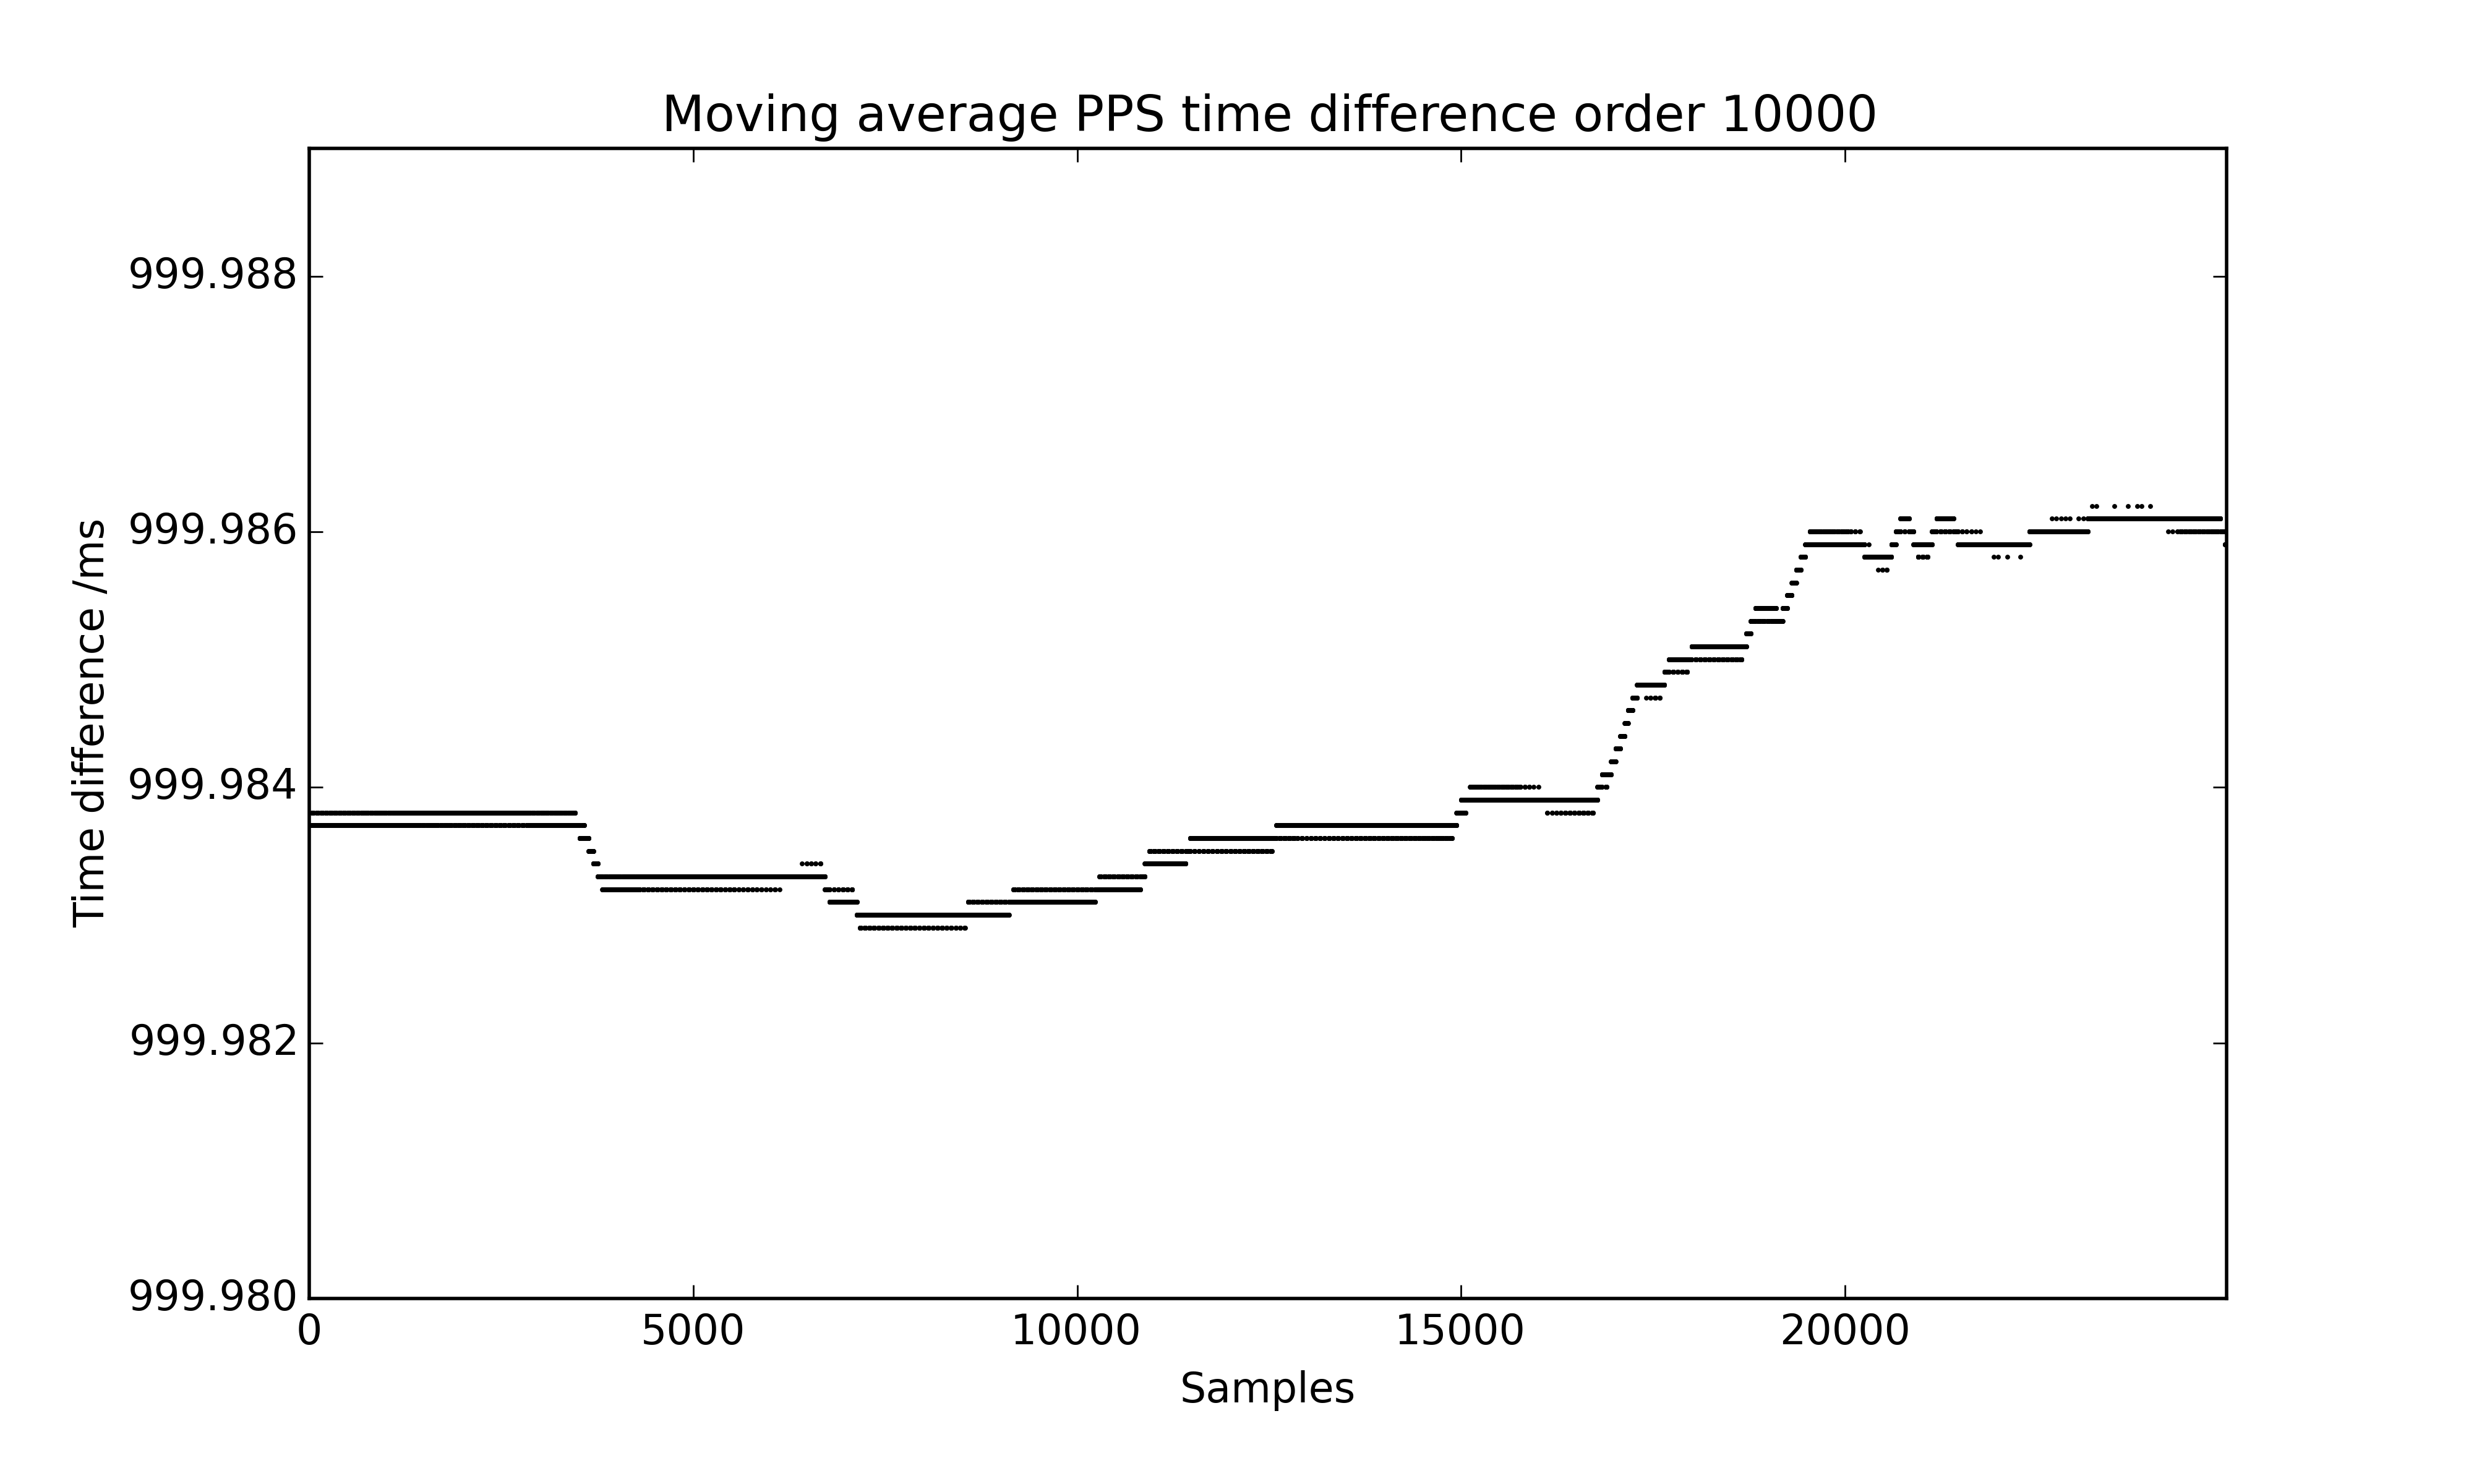 Moving average PPS time difference order 10000
999.988
999.986
999.984
999.982
999.980
Time difference /ms
0 5000 10000 15000 20000
Samples